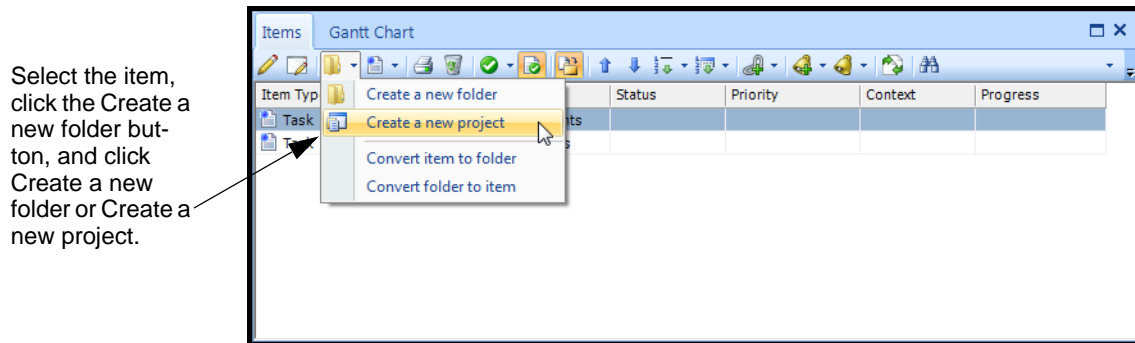 Select the item,
click the Create a
new folder but-
ton, and click
Create a new
folder or Create a
new project.
Items Gantt Chart
Item Typ Status Priority Context Progress
Create a new folder
Task Create a new project nts
Convert item to folder
Convert folder to item